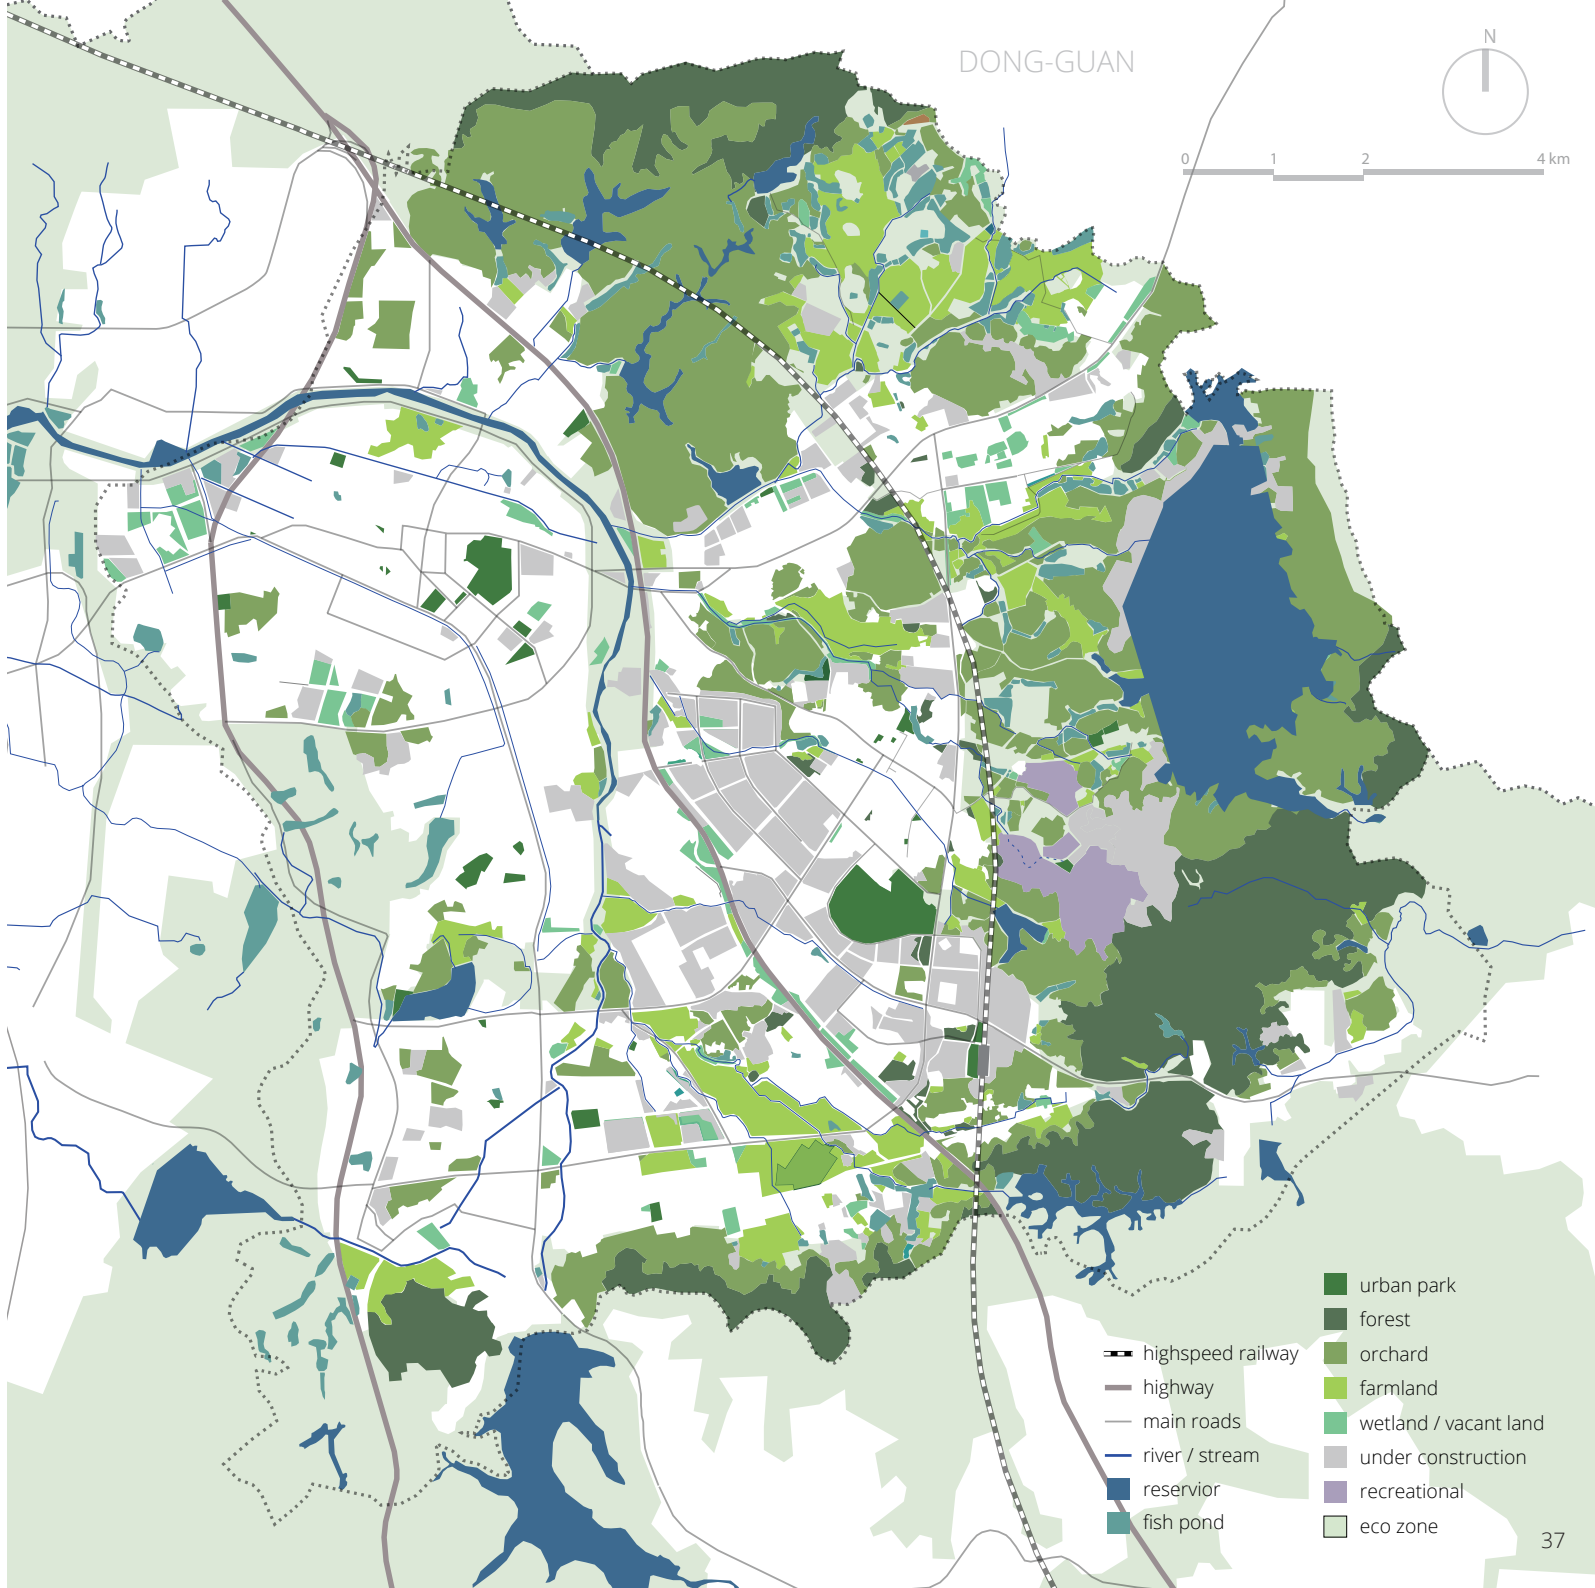 DONG-GUAN
N
0 1 2 4 km
highspeed railway
highway
main roads
river / stream
reservior
fish pond
urban park
forest
orchard
farmland
wetland / vacant land
under construction
recreational
eco zone
37